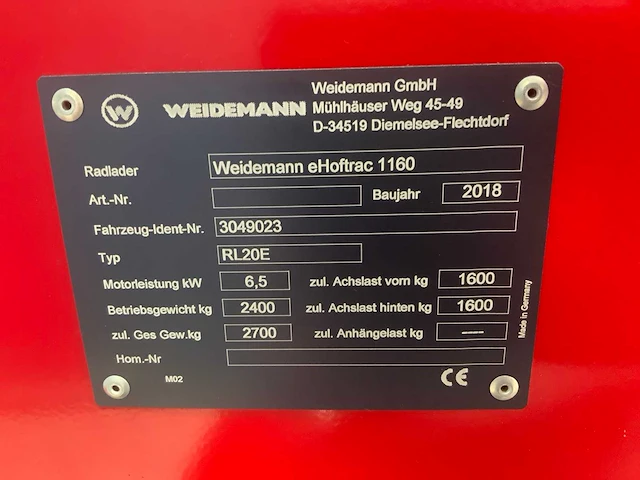 W WEIDEMANN
Weidemann GmbH
Mühlhäuser Weg 45-49
D-34519 Diemelsee-Flechtdorf
Radlader Weidemann eHoftrac 1160
Art.-Nr. Baujahr 2018
Fahrzeug-Ident-Nr. 3049023
Typ RL20E
Motorleistung kW 6,5 zul. Achslast vorn kg 1600
Betriebsgewicht kg 2400 zul. Achslast hinten kg 1600
zul. Ges Gew.kg 2700 zul. Anhängelast kg ----
Hom.-Nr
M02 CE
Made in Germany